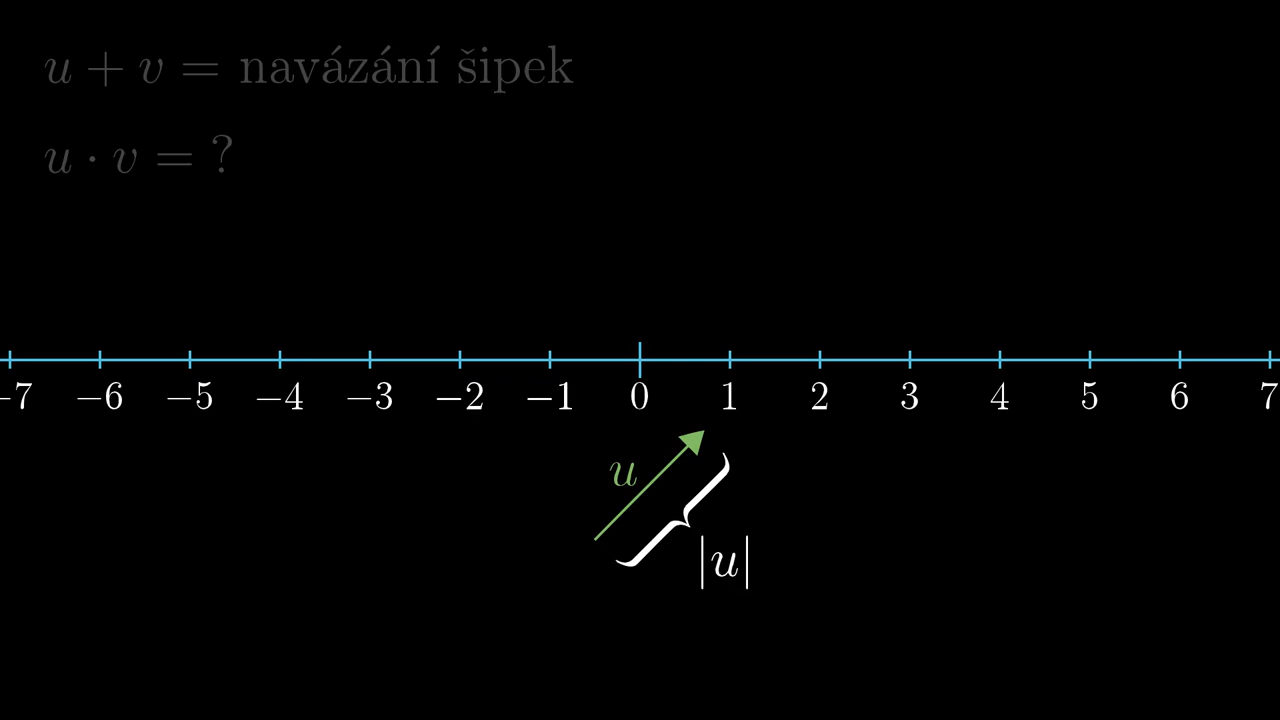 u + v = navázání šipek
u · v = ?
−7 −6 −5 −4 −3 −2 −1 0 1 2 3 4 5 6 7
u
|u|